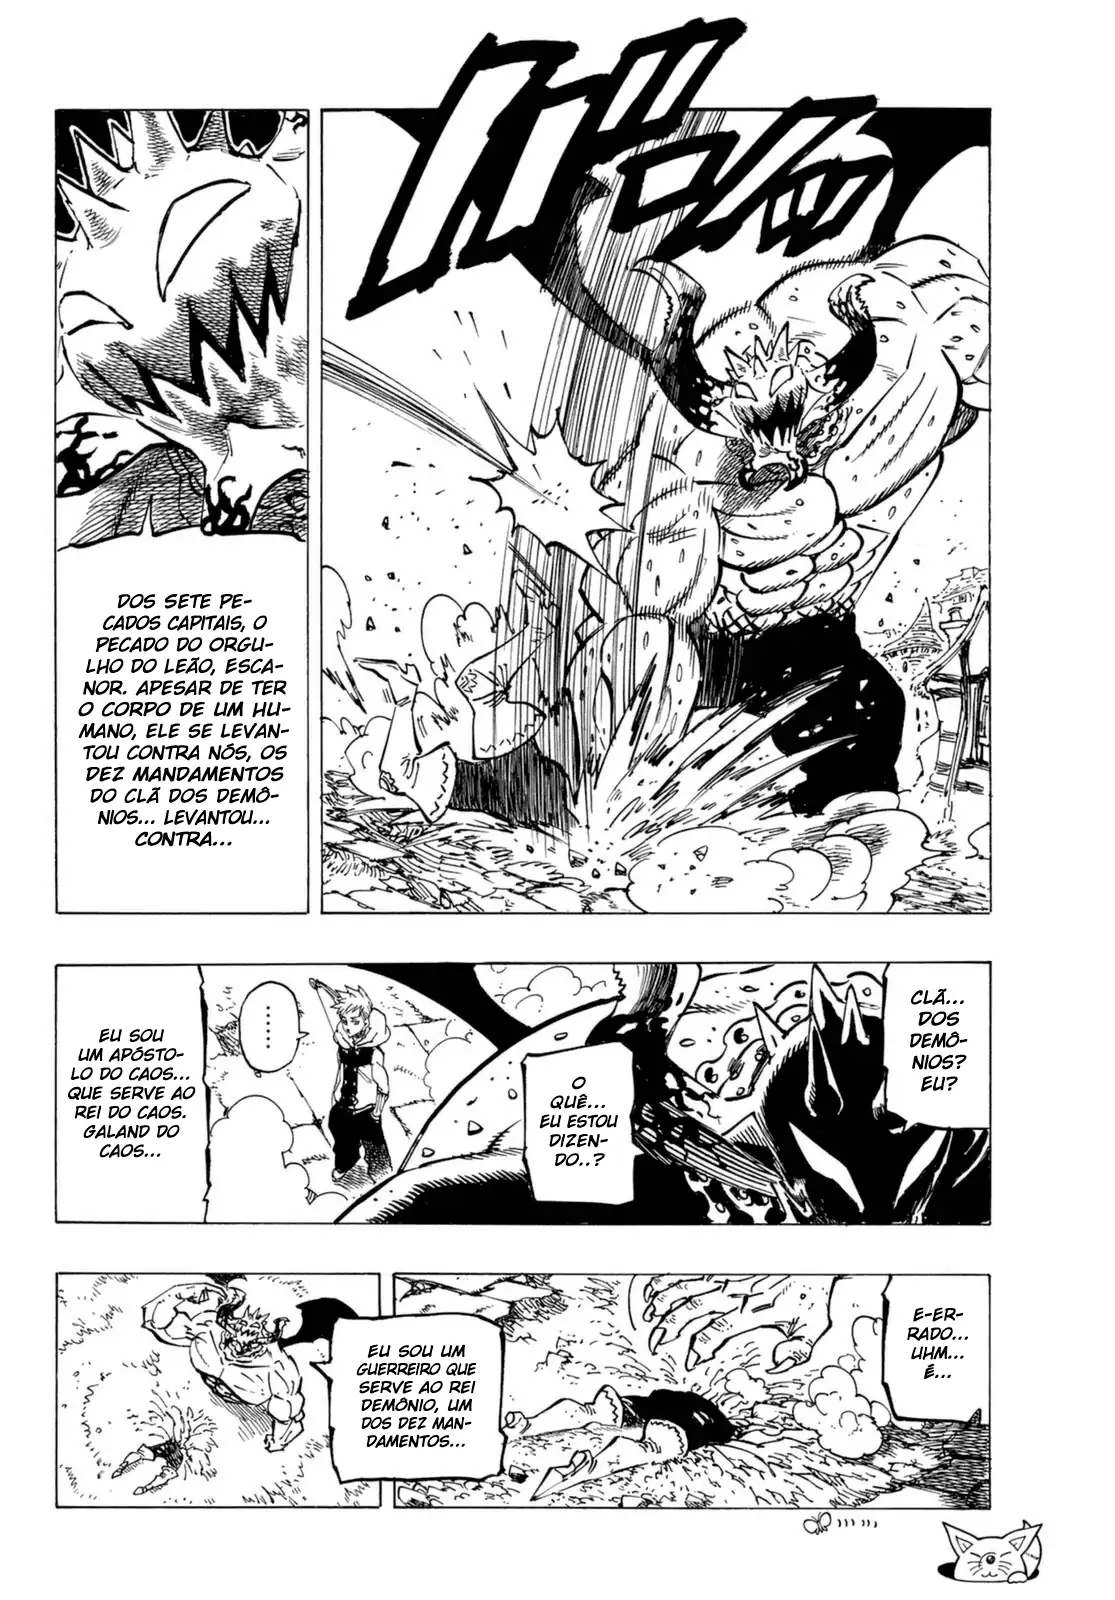 DOS SETE PE-
CADOS CAPITAIS, O
PECADO DO ORGU-
LHO DO LEÃO, ESCA-
NOR. APESAR DE TER
O CORPO DE UM HU-
MANO, ELE SE LEVAN-
TOU CONTRA NÓS, OS
DEZ MANDAMENTOS
DO CLÃ DOS DEMÔ-
NIOS... LEVANTOU...
CONTRA...
CLÃ...
DOS
DEMÔ-
NIOS?
EU?
O
QUÊ...
EU ESTOU
DIZEN-
DO..?
......
EU SOU
UM APÓSTO-
LO DO CAOS...
QUE SERVE AO
REI DO CAOS.
GALAND DO
CAOS...
E-ER-
RADO...
UHM...
É...
EU SOU UM
GUERREIRO QUE
SERVE AO REI
DEMÔNIO, UM
DOS DEZ MAN-
DAMENTOS...